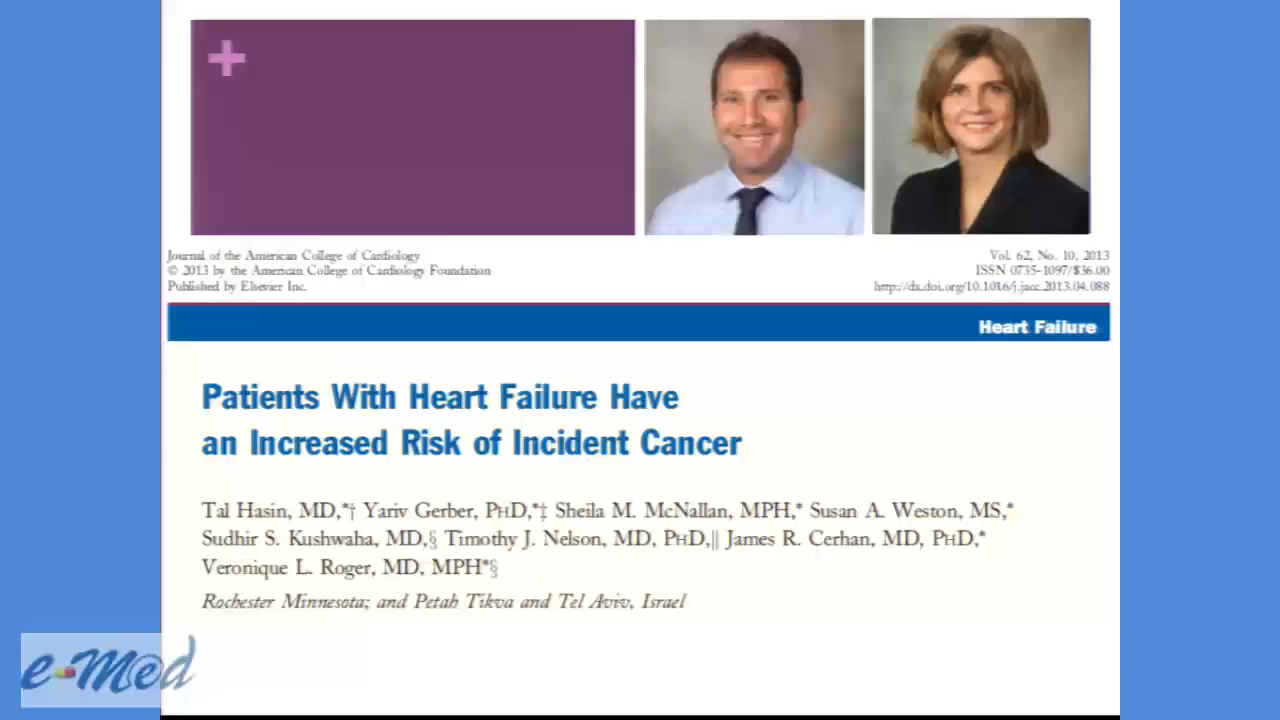 Journal of the American College of Cardiology
© 2013 by the American College of Cardiology Foundation
Published by Elsevier Inc.
Vol. 62, No. 10, 2013
ISSN 0735-1097/$36.00
http://dx.doi.org/10.1016/j.jacc.2013.04.088
Heart Failure
Patients With Heart Failure Have
an Increased Risk of Incident Cancer
Tal Hasin, MD,*† Yariv Gerber, PHD,*‡ Sheila M. McNallan, MPH,* Susan A. Weston, MS,*
Sudhir S. Kushwaha, MD,§ Timothy J. Nelson, MD, PHD,|| James R. Cerhan, MD, PHD,*
Veronique L. Roger, MD, MPH*§
Rochester Minnesota; and Petah Tikva and Tel Aviv, Israel
e-Med